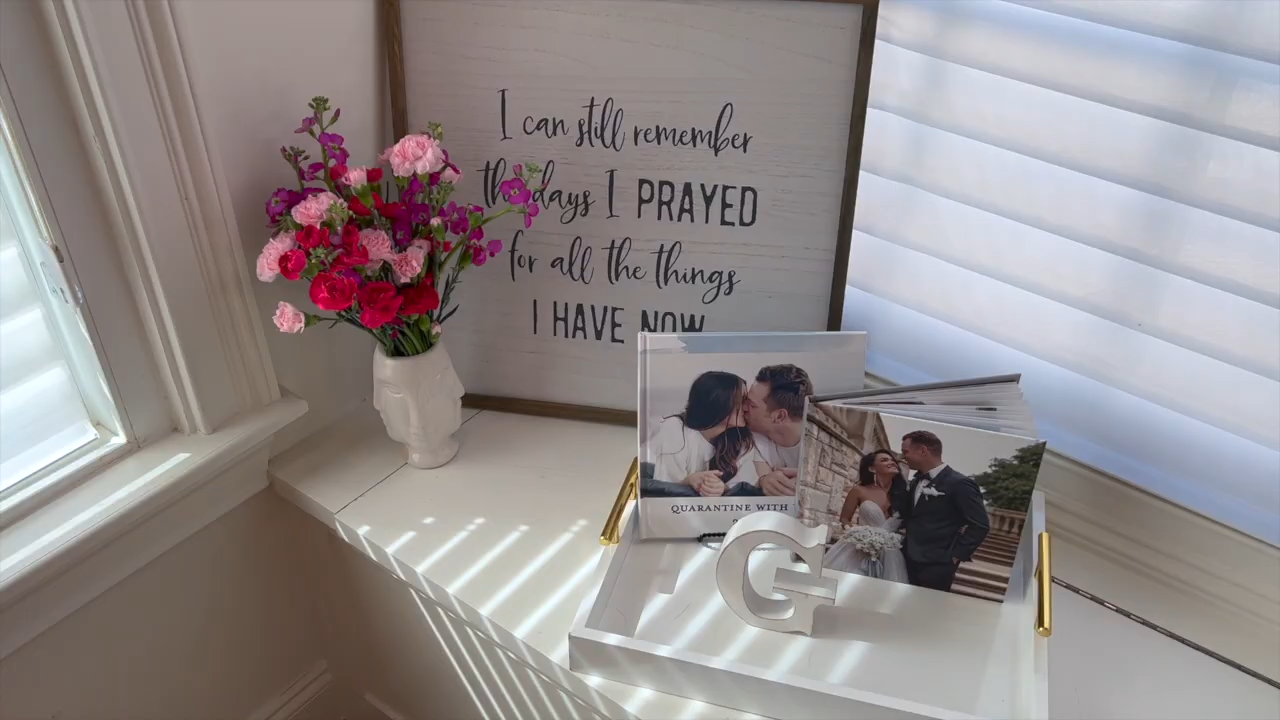 I can still remember
the days I PRAYED
for all the things
I HAVE NOW
QUARANTINE WITH
G